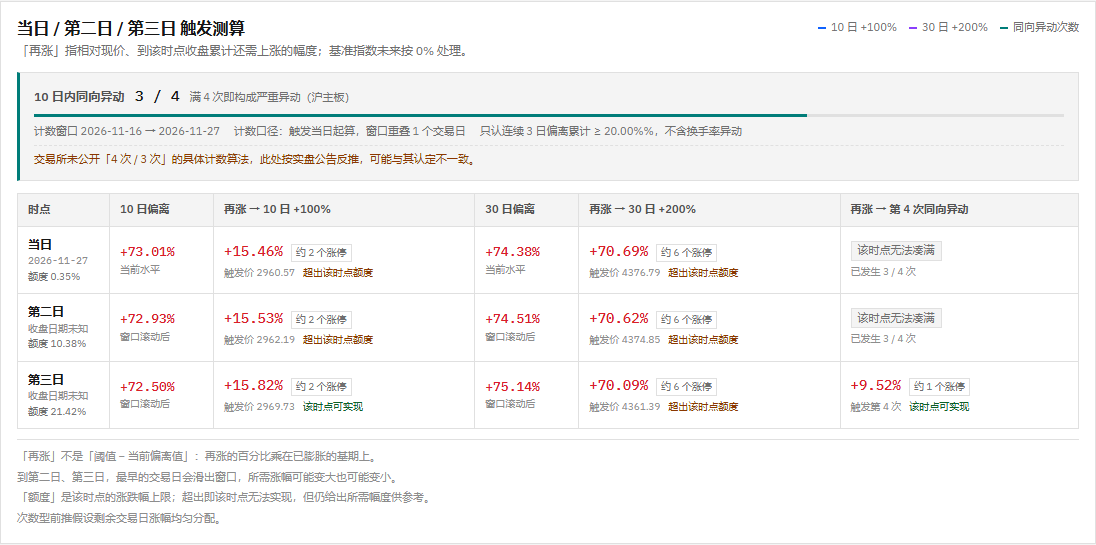 当日 / 第二日 / 第三日 触发测算
10 日 +100% 30 日 +200% 同向异动次数
「再涨」指相对现价、到该时点收盘累计还需上涨的幅度；基准指数未来按 0% 处理。
10 日内同向异动 3 / 4 满 4 次即构成严重异动（沪主板）
计数窗口 2026-11-16 → 2026-11-27 计数口径：触发当日起算，窗口重叠 1 个交易日 只认连续 3 日偏离累计 ≥ 20.00%%，不含换手率异动
交易所未公开「4 次 / 3 次」的具体计数算法，此处按实盘公告反推，可能与其认定不一致。
时点 10 日偏离 再涨 → 10 日 +100% 30 日偏离 再涨 → 30 日 +200% 再涨 → 第 4 次同向异动
当日
2026-11-27
额度 0.35%
+73.01%
当前水平
+15.46% 约 2 个涨停
触发价 2960.57 超出该时点额度
+74.38%
当前水平
+70.69% 约 6 个涨停
触发价 4376.79 超出该时点额度
该时点无法凑满
已发生 3 / 4 次
第二日
收盘日期未知
额度 10.38%
+72.93%
窗口滚动后
+15.53% 约 2 个涨停
触发价 2962.19 超出该时点额度
+74.51%
窗口滚动后
+70.62% 约 6 个涨停
触发价 4374.85 超出该时点额度
该时点无法凑满
已发生 3 / 4 次
第三日
收盘日期未知
额度 21.42%
+72.50%
窗口滚动后
+15.82% 约 2 个涨停
触发价 2969.73 该时点可实现
+75.14%
窗口滚动后
+70.09% 约 6 个涨停
触发价 4361.39 超出该时点额度
+9.52% 约 1 个涨停
触发第 4 次 该时点可实现
「再涨」不是「阈值 − 当前偏离值」：再涨的百分比乘在已膨胀的基期上。
到第二日、第三日，最早的交易日会滑出窗口，所需涨幅可能变大也可能变小。
「额度」是该时点的涨跌幅上限；超出即该时点无法实现，但仍给出所需幅度供参考。
次数型前推假设剩余交易日涨幅均匀分配。